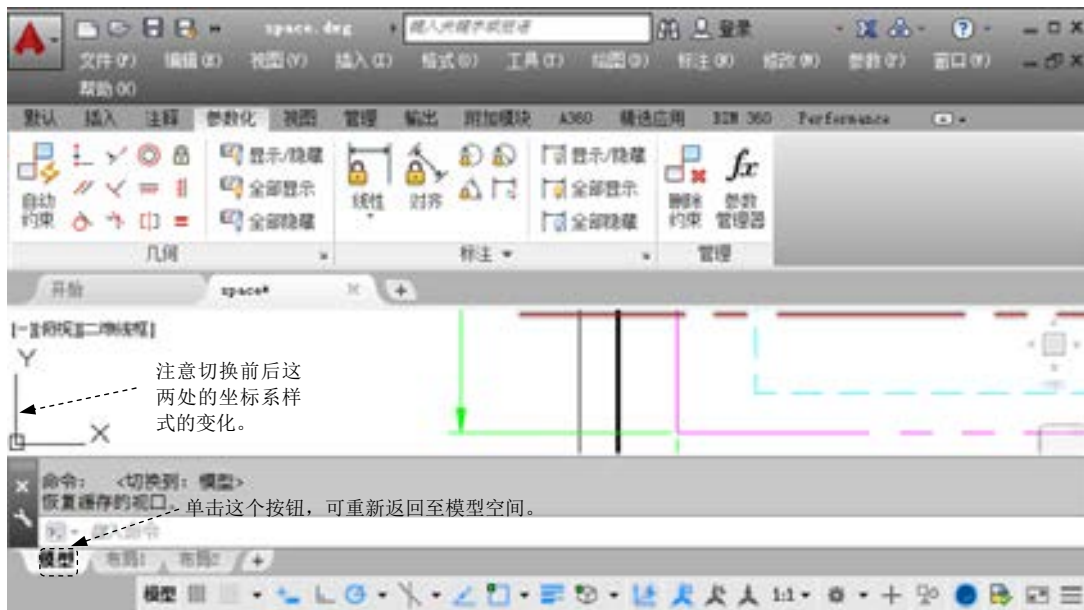 space.dwg 键入关键字或短语 登录
文件(F) 编辑(E) 视图(V) 插入(I) 格式(O) 工具(T) 绘图(D) 标注(N) 修改(M) 参数(P) 窗口(W)
帮助(H)
默认 插入 注释 参数化 视图 管理 输出 附加模块 A360 精选应用 BIM 360 Performance
自动约束 显示/隐藏 全部显示 全部隐藏 线性 对齐 显示/隐藏 全部显示 全部隐藏 删除约束 fx 参数管理器
几何 标注 管理
开始 space*
[-][俯视][二维线框]
Y
注意切换前后这
两处的坐标系样
式的变化。
X
命令: <切换到: 模型>
恢复缓存的视口。
单击这个按钮，可重新返回至模型空间。
键入命令
模型 布局1 布局2 +
模型 1:1